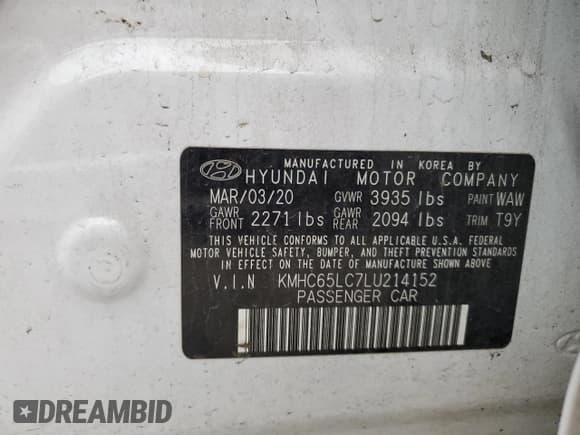 MANUFACTURED IN KOREA BY
HYUNDAI MOTOR COMPANY
MAR/03/20 GVWR 3935 lbs PAINT WAW
GAWR FRONT 2271 lbs GAWR REAR 2094 lbs TRIM T9Y
THIS VEHICLE CONFORMS TO ALL APPLICABLE U.S.A. FEDERAL
MOTOR VEHICLE SAFETY, BUMPER, AND THEFT PREVENTION STANDARDS
IN EFFECT ON THE DATE OF MANUFACTURE SHOWN ABOVE.
V.I.N KMHC65LC7LU214152
PASSENGER CAR
DREAMBID